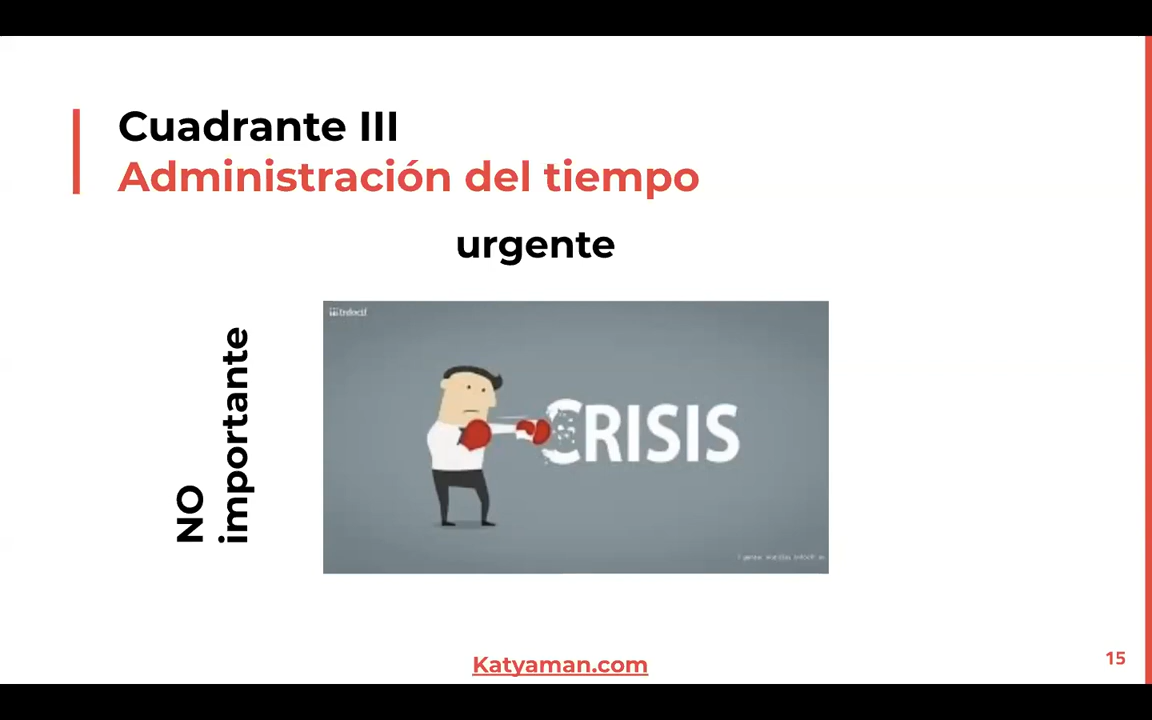 Cuadrante III
Administración del tiempo
urgente
NO
importante
CRISIS
Katyaman.com
15